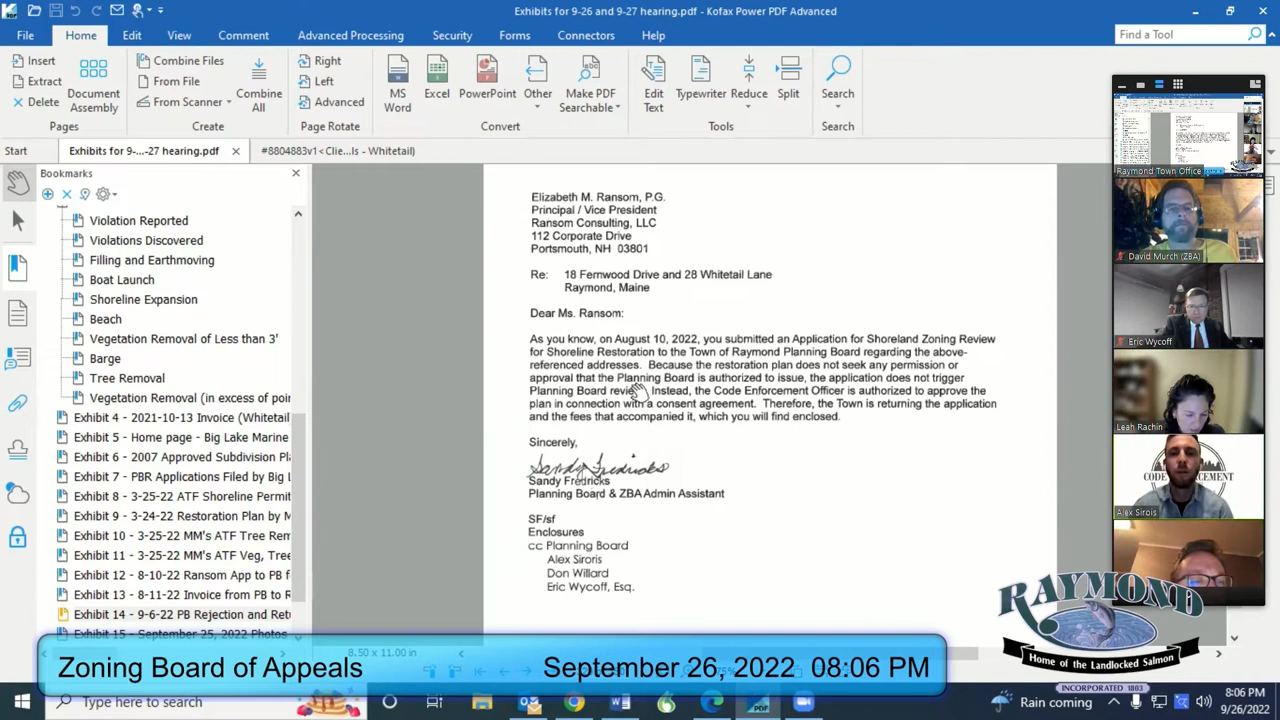 Exhibits for 9-26 and 9-27 hearing.pdf - Kofax Power PDF Advanced
File Home Edit View Comment Advanced Processing Security Forms Connectors Help
Find a Tool
Insert
Extract
Delete
Pages
Document Assembly
Combine Files
From File
From Scanner
Create
Combine All
Right
Left
Advanced
Page Rotate
MS Word
Excel
PowerPoint
Other
Make PDF Searchable
Convert
Edit Text
Typewriter
Reduce
Split
Tools
Search
Search
Start
Exhibits for 9-...-27 hearing.pdf
#8804883v1<Clie...ls - Whitetail)
Bookmarks
Violation Reported
Violations Discovered
Filling and Earthmoving
Boat Launch
Shoreline Expansion
Beach
Vegetation Removal of Less than 3'
Barge
Tree Removal
Vegetation Removal (in excess of poin
Exhibit 4 - 2021-10-13 Invoice (Whitetail
Exhibit 5 - Home page - Big Lake Marine
Exhibit 6 - 2007 Approved Subdivision Pl
Exhibit 7 - PBR Applications Filed by Big L
Exhibit 8 - 3-25-22 ATF Shoreline Permit
Exhibit 9 - 3-24-22 Restoration Plan by M
Exhibit 10 - 3-25-22 MM's ATF Tree Rem
Exhibit 11 - 3-25-22 MM's ATF Veg, Tree
Exhibit 12 - 8-10-22 Ransom App to PB f
Exhibit 13 - 8-11-22 Invoice from PB to R
Exhibit 14 - 9-6-22 PB Rejection and Ret
Exhibit 15 - September 25, 2022 Photos
Elizabeth M. Ransom, P.G.
Principal / Vice President
Ransom Consulting, LLC
112 Corporate Drive
Portsmouth, NH 03801
Re: 18 Fernwood Drive and 28 Whitetail Lane
Raymond, Maine
Dear Ms. Ransom:
As you know, on August 10, 2022, you submitted an Application for Shoreland Zoning Review
for Shoreline Restoration to the Town of Raymond Planning Board regarding the above-
referenced addresses. Because the restoration plan does not seek any permission or
approval that the Planning Board is authorized to issue, the application does not trigger
Planning Board review. Instead, the Code Enforcement Officer is authorized to approve the
plan in connection with a consent agreement. Therefore, the Town is returning the application
and the fees that accompanied it, which you will find enclosed.
Sincerely,
Sandy Fredricks
Sandy Fredricks
Planning Board & ZBA Admin Assistant
SF/sf
Enclosures
cc Planning Board
Alex Siroris
Don Willard
Eric Wycoff, Esq.
8.50 x 11.00 in
Raymond Town Office
David Murch (ZBA)
Eric Wycoff
Leah Rachin
Alex Sirois
RAYMOND
Home of the Landlocked Salmon
INCORPORATED 1803
Zoning Board of Appeals September 26, 2022 08:06 PM
Type here to search
Rain coming
8:06 PM
9/26/2022